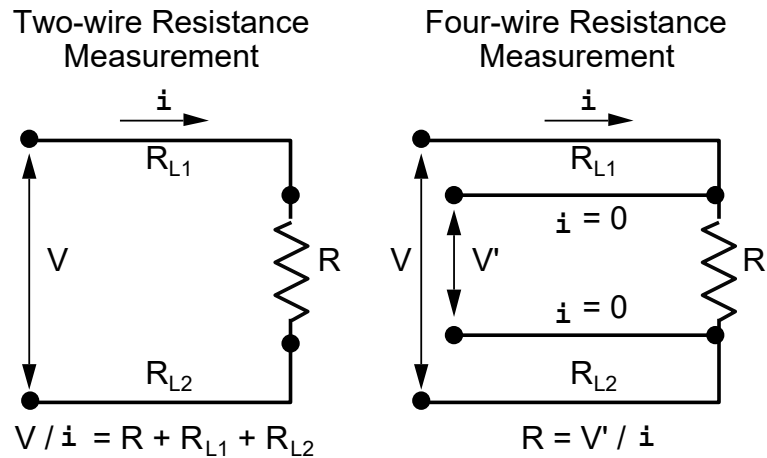 Two-wire Resistance
Measurement
i
R_L1
V
R
R_L2
V / i = R + R_L1 + R_L2
Four-wire Resistance
Measurement
i
R_L1
i = 0
V
V'
R
i = 0
R_L2
R = V' / i